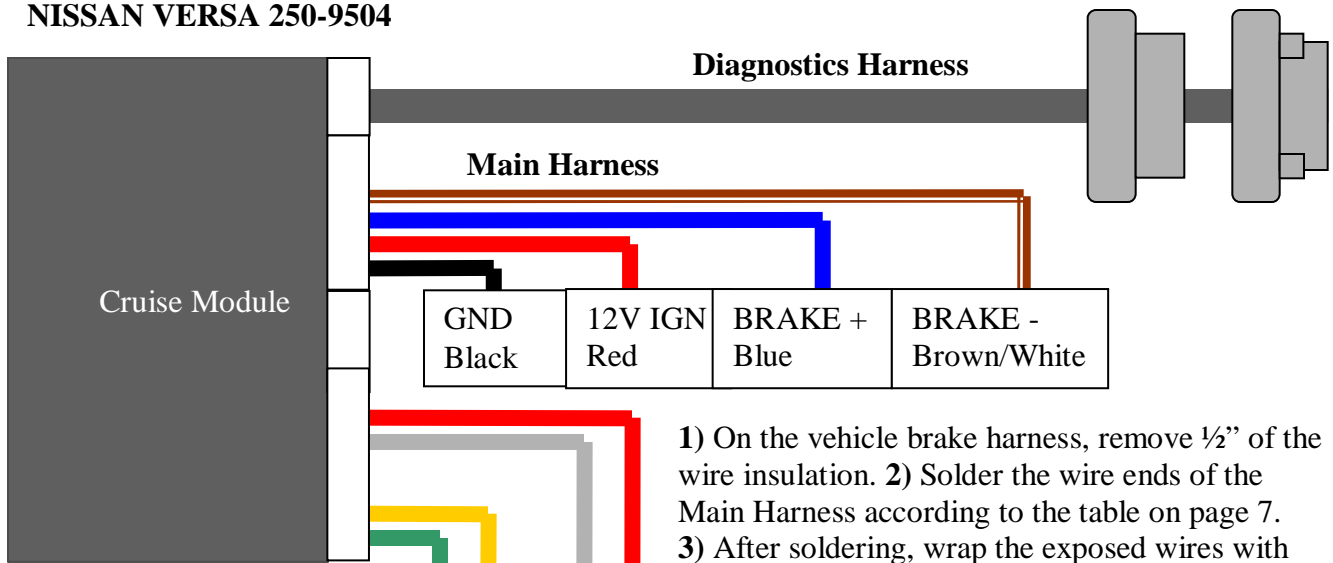 NISSAN VERSA 250-9504
Diagnostics Harness
Main Harness
Cruise Module
GND
Black
12V IGN
Red
BRAKE +
Blue
BRAKE -
Brown/White
1) On the vehicle brake harness, remove ½” of the
wire insulation. 2) Solder the wire ends of the
Main Harness according to the table on page 7.
3) After soldering, wrap the exposed wires with